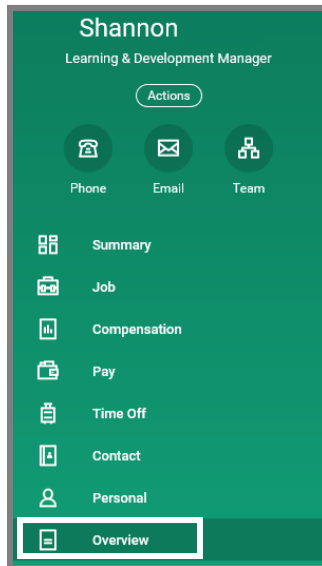 Shannon
Learning & Development Manager
Actions
Phone Email Team
Summary
Job
Compensation
Pay
Time Off
Contact
Personal
Overview